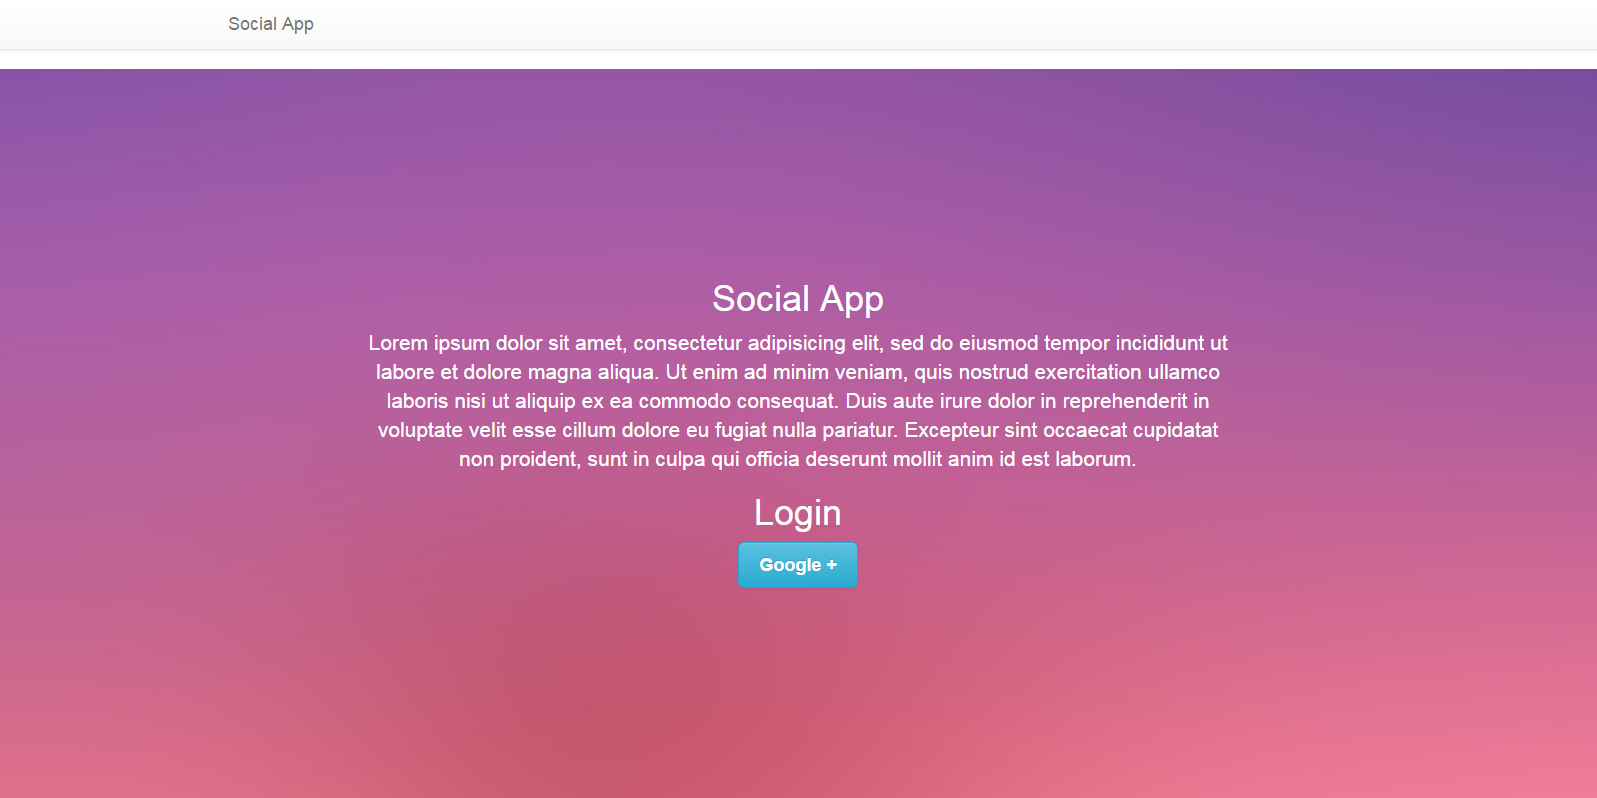 Social App
Social App
Lorem ipsum dolor sit amet, consectetur adipisicing elit, sed do eiusmod tempor incididunt ut
labore et dolore magna aliqua. Ut enim ad minim veniam, quis nostrud exercitation ullamco
laboris nisi ut aliquip ex ea commodo consequat. Duis aute irure dolor in reprehenderit in
voluptate velit esse cillum dolore eu fugiat nulla pariatur. Excepteur sint occaecat cupidatat
non proident, sunt in culpa qui officia deserunt mollit anim id est laborum.
Login
Google +